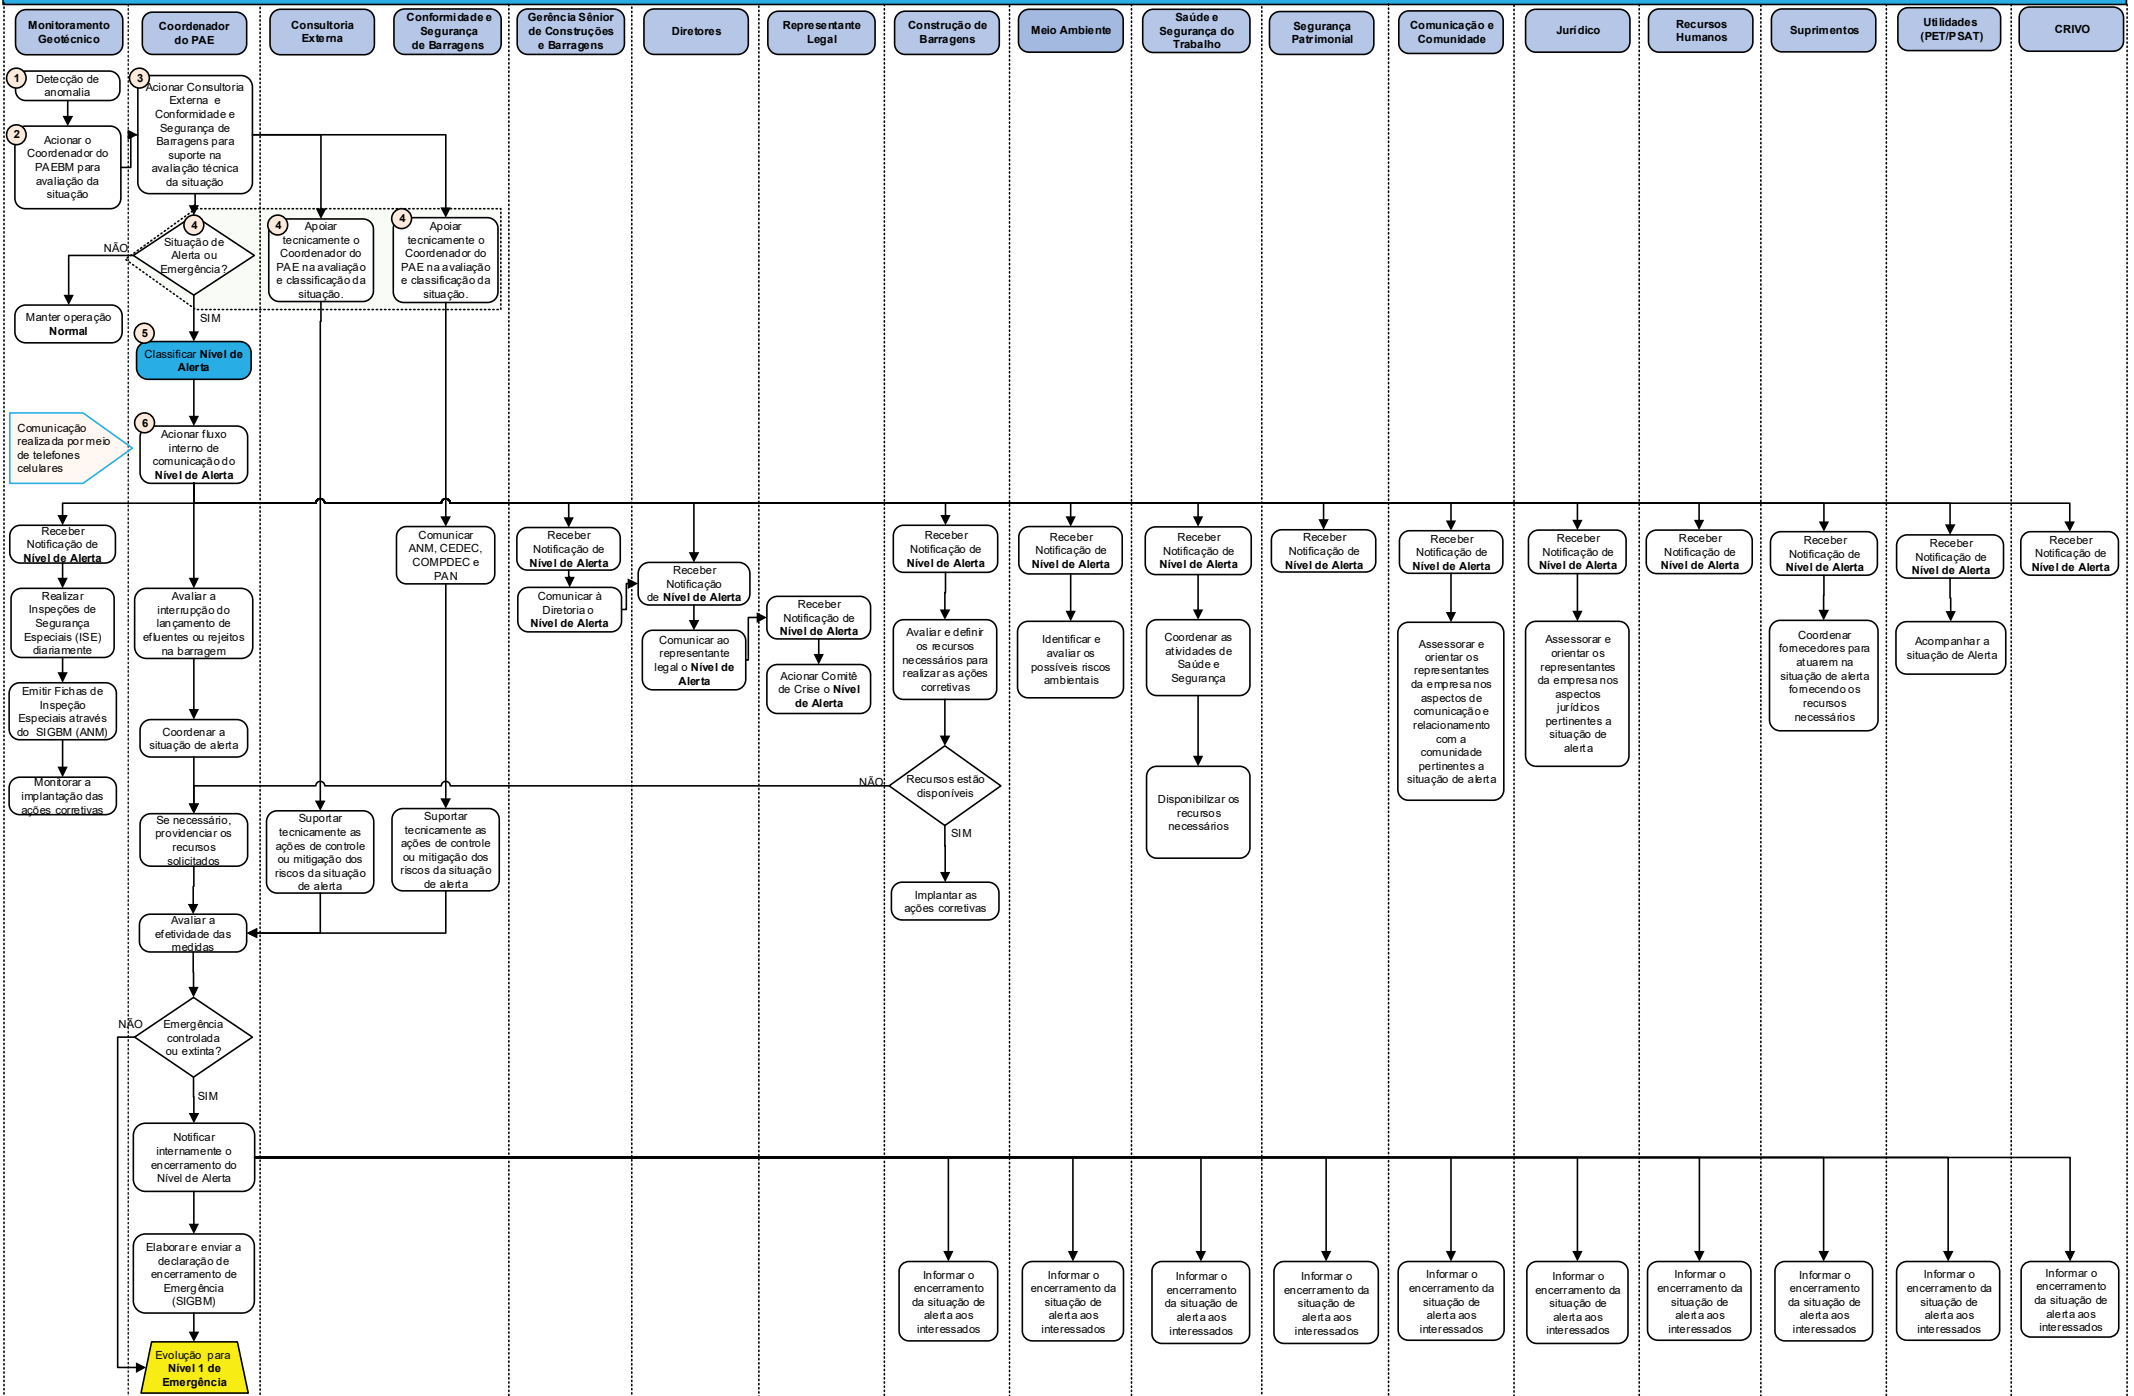 Monitoramento
Geotécnico
Coordenador
do PAE
Consultoria
Externa
Conformidade e
Segurança
de Barragens
Gerência Sênior
de Construções
e Barragens
Diretores
Representante
Legal
Construção de
Barragens
Meio Ambiente
Saúde e
Segurança do
Trabalho
Segurança
Patrimonial
Comunicação e
Comunidade
Jurídico
Recursos
Humanos
Suprimentos
Utilidades
(PET/PSAT)
CRIVO
1
Detecção de
anomalia
2
Acionar o
Coordenador do
PAEBM para
avaliação da
situação
3
Acionar Consultoria
Externa e
Conformidade e
Segurança de
Barragens para
suporte na
avaliação técnica
da situação
4
Situação de
Alerta ou
Emergência?
NÃO
SIM
4
Apoiar
tecnicamente o
Coordenador do
PAE na avaliação
e classificação da
situação.
4
Apoiar
tecnicamente o
Coordenador do
PAE na avaliação
e classificação da
situação.
Manter operação
Normal
5
Classificar Nível de
Alerta
Comunicação
realizada por meio
de telefones
celulares
6
Acionar fluxo
interno de
comunicação do
Nível de Alerta
Receber
Notificação de
Nível de Alerta
Realizar
Inspeções de
Segurança
Especiais (ISE)
diariamente
Emitir Fichas de
Inspeção
Especiais através
do SIGBM (ANM)
Monitorar a
implantação das
ações corretivas
Avaliar a
interrupção do
lançamento de
efluentes ou rejeitos
na barragem
Coordenar a
situação de alerta
Se necessário,
providenciar os
recursos
solicitados
Avaliar a
efetividade das
medidas
Suportar
tecnicamente as
ações de controle
ou mitigação dos
riscos da situação
de alerta
Comunicar
ANM, CEDEC,
COMPDEC e
PAN
Suportar
tecnicamente as
ações de controle
ou mitigação dos
riscos da situação
de alerta
Receber
Notificação de
Nível de Alerta
Comunicar à
Diretoria o
Nível de Alerta
Receber
Notificação
de Nível de Alerta
Comunicar ao
representante
legal o Nível de
Alerta
Receber
Notificação de
Nível de Alerta
Acionar Comitê
de Crise o Nível
de Alerta
Receber
Notificação de
Nível de Alerta
Avaliar e definir
os recursos
necessários para
realizar as ações
corretivas
Recursos estão
disponíveis
NÃO
SIM
Implantar as
ações corretivas
Receber
Notificação de
Nível de Alerta
Identificar e
avaliar os
possíveis riscos
ambientais
Receber
Notificação de
Nível de Alerta
Coordenar as
atividades de
Saúde e
Segurança
Disponibilizar os
recursos
necessários
Receber
Notificação de
Nível de Alerta
Receber
Notificação de
Nível de Alerta
Assessorar e
orientar os
representantes
da empresa nos
aspectos de
comunicação e
relacionamento
com a
comunidade
pertinentes a
situação de alerta
Receber
Notificação de
Nível de Alerta
Assessorar e
orientar os
representantes
da empresa nos
aspectos
jurídicos
pertinentes a
situação de
alerta
Receber
Notificação de
Nível de Alerta
Receber
Notificação de
Nível de Alerta
Coordenar
fornecedores para
atuarem na
situação de alerta
fornecendo os
recursos
necessários
Receber
Notificação de
Nível de Alerta
Acompanhar a
situação de Alerta
Receber
Notificação de
Nível de Alerta
Emergência
controlada
ou extinta?
NÃO
SIM
Notificar
internamente o
encerramento do
Nível de Alerta
Elaborar e enviar a
declaração de
encerramento de
Emergência
(SIGBM)
Evolução para
Nível 1 de
Emergência
Informar o
encerramento
da situação de
alerta aos
interessados
Informar o
encerramento da
situação de
alerta aos
interessados
Informar o
encerramento
da situação de
alerta aos
interessados
Informar o
encerramento da
situação de
alerta aos
interessados
Informar o
encerramento da
situação de
alerta aos
interessados
Informar o
encerramento da
situação de
alerta aos
interessados
Informar o
encerramento da
situação de
alerta aos
interessados
Informar o
encerramento da
situação de
alerta aos
interessados
Informar o
encerramento da
situação de
alerta aos
interessados
Informar o
encerramento
da situação de
alerta aos
interessados